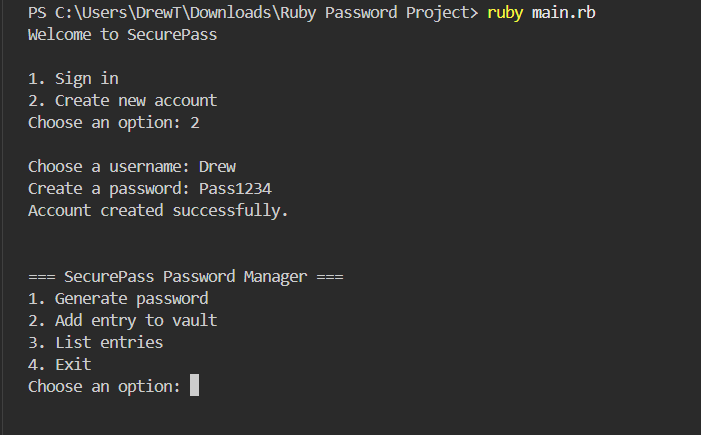 PS C:\Users\DrewT\Downloads\Ruby Password Project> ruby main.rb
Welcome to SecurePass
1. Sign in
2. Create new account
Choose an option: 2
Choose a username: Drew
Create a password: Pass1234
Account created successfully.
=== SecurePass Password Manager ===
1. Generate password
2. Add entry to vault
3. List entries
4. Exit
Choose an option: